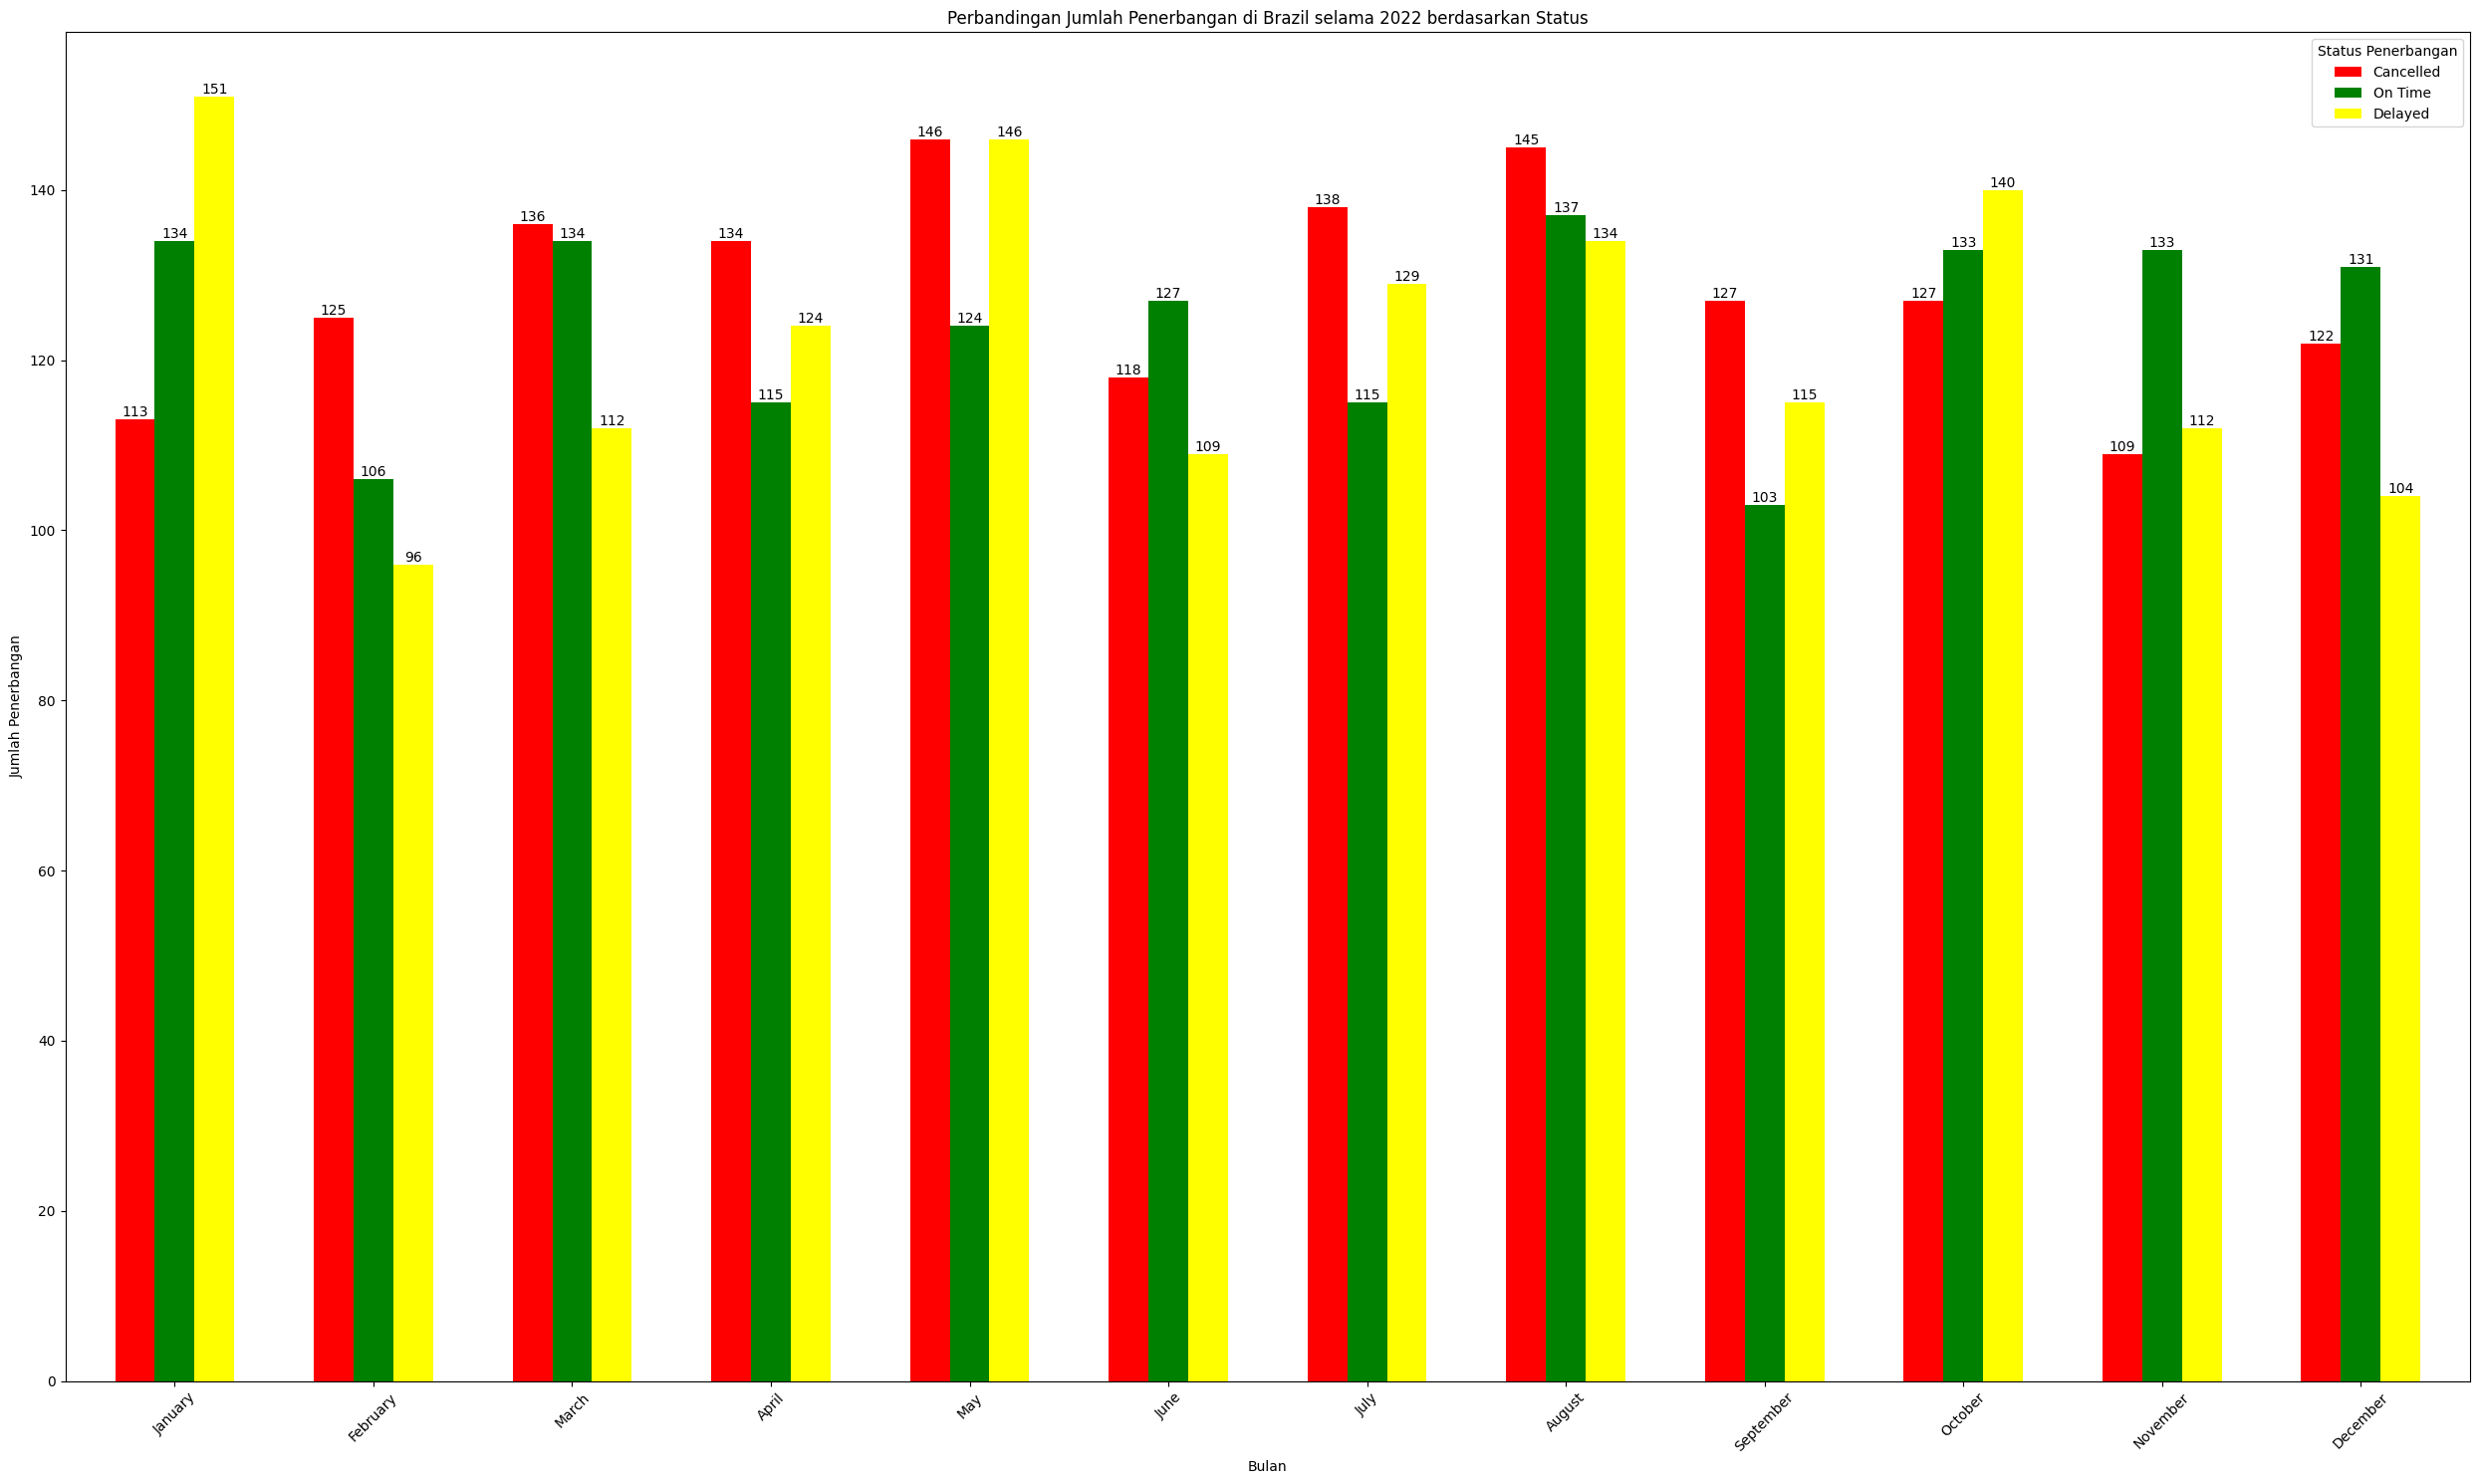 Perbandingan Jumlah Penerbangan di Brazil selama 2022 berdasarkan Status
Status Penerbangan
Cancelled
On Time
Delayed
Jumlah Penerbangan
140
120
100
80
60
40
20
0
113
134
151
125
106
96
136
134
112
134
115
124
146
124
146
118
127
109
138
115
129
145
137
134
127
103
115
127
133
140
109
133
112
122
131
104
January
February
March
April
May
June
July
August
September
October
November
December
Bulan